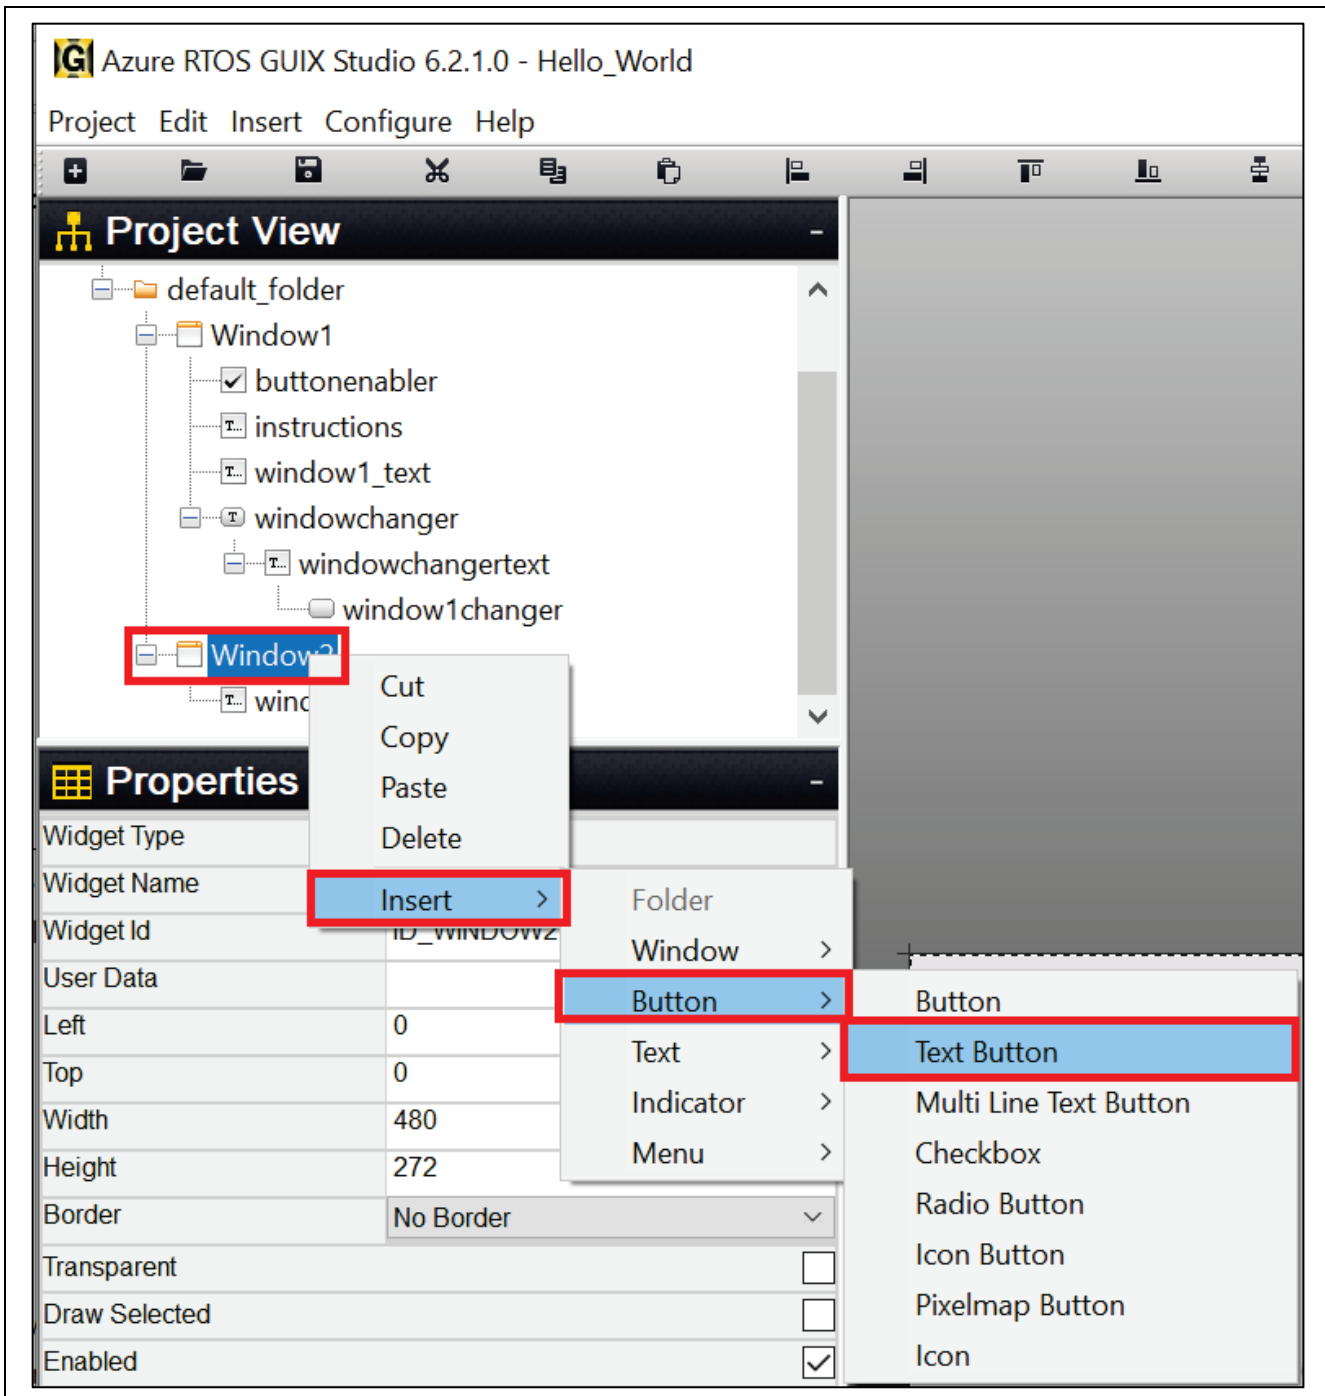 Azure RTOS GUIX Studio 6.2.1.0 - Hello_World
Project Edit Insert Configure Help
Project View
default_folder
Window1
buttonenabler
instructions
window1_text
windowchanger
windowchangertext
window1changer
Window2
Cut
Copy
Paste
Delete
Insert
Properties
Widget Type
Widget Name
Widget Id
ID_WINDOW2
User Data
Left 0
Top 0
Width 480
Height 272
Border No Border
Transparent
Draw Selected
Enabled
Folder
Window
Button
Text
Indicator
Menu
Button
Text Button
Multi Line Text Button
Checkbox
Radio Button
Icon Button
Pixelmap Button
Icon